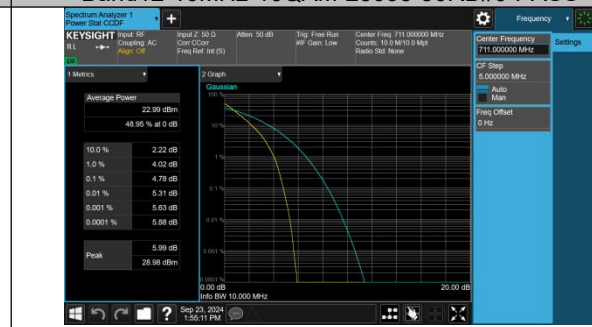 Spectrum Analyzer 1
Power Stat CCDF
Frequency
KEYSIGHT
Input: RF
Input Z: 50 Ω
Atten: 50 dB
Trig: Free Run
Center Freq: 711.000000 MHz
R L
Coupling: AC
Corr CCorr
#IF Gain: Low
Counts: 10.0 M/10.0 Mpt
Align: Off
Freq Ref: Int (S)
Radio Std: None
Center Frequency
711.000000 MHz
Settings
CF Step
5.000000 MHz
Auto
Man
Freq Offset
0 Hz
1 Metrics
2 Graph
Gaussian
Average Power
22.99 dBm
48.95 % at 0 dB
10.0 % 2.22 dB
1.0 % 4.02 dB
0.1 % 4.78 dB
0.01 % 5.31 dB
0.001 % 5.63 dB
0.0001 % 5.88 dB
Peak
5.99 dB
28.98 dBm
100 %
10 %
1 %
0.1 %
0.01 %
0.001 %
0.0001 %
0.00 dB
20.00 dB
Info BW 10.000 MHz
Sep 23, 2024
1:55:11 PM